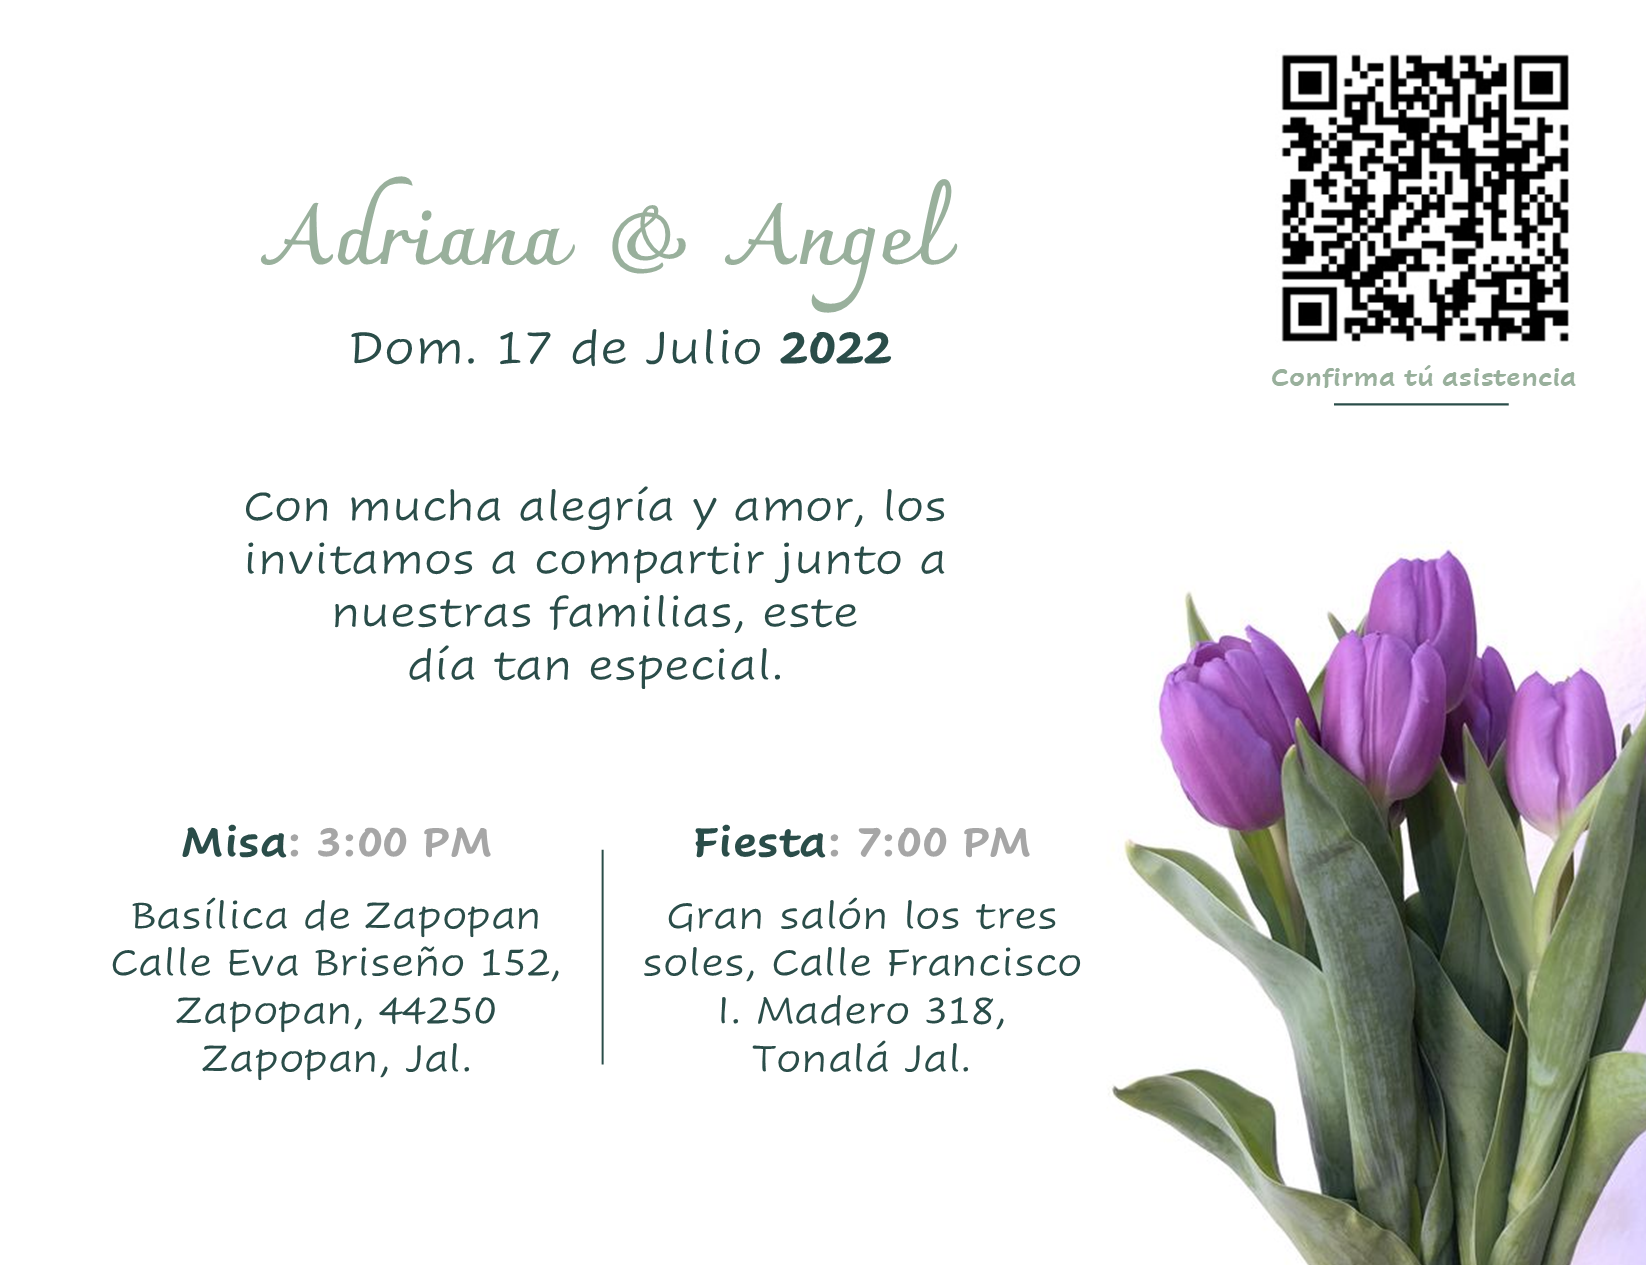 Adriana & Angel
Dom. 17 de Julio 2022
Confirma tú asistencia
Con mucha alegría y amor, los
invitamos a compartir junto a
nuestras familias, este
día tan especial.
Misa: 3:00 PM
Basílica de Zapopan
Calle Eva Briseño 152,
Zapopan, 44250
Zapopan, Jal.
Fiesta: 7:00 PM
Gran salón los tres
soles, Calle Francisco
I. Madero 318,
Tonalá Jal.